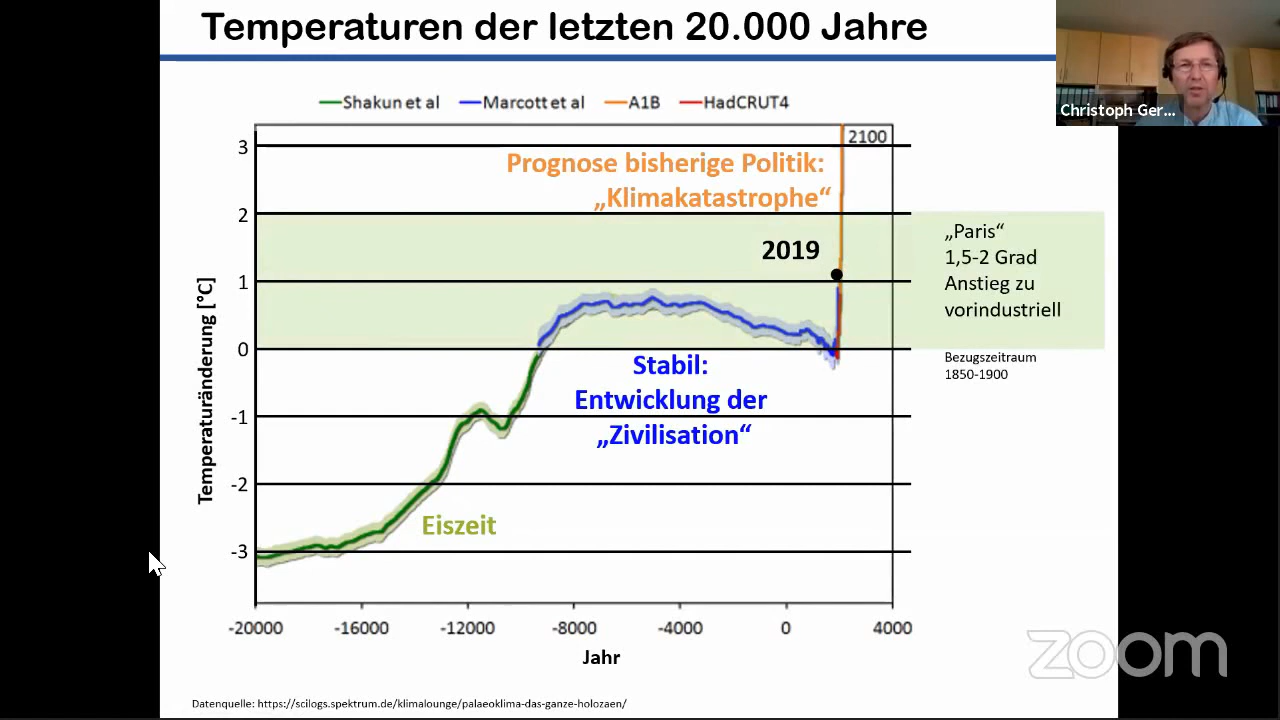 Temperaturen der letzten 20.000 Jahre
Christoph Ger...
Shakun et al
Marcott et al
A1B
HadCRUT4
2100
3
2
1
0
-1
-2
-3
Temperaturänderung [°C]
Prognose bisherige Politik:
„Klimakatastrophe“
2019
„Paris“
1,5-2 Grad
Anstieg zu
vorindustriell
Bezugszeitraum
1850-1900
Stabil:
Entwicklung der
„Zivilisation“
Eiszeit
-20000
-16000
-12000
-8000
-4000
0
4000
Jahr
zoom
Datenquelle: https://scilogs.spektrum.de/klimalounge/palaeoklima-das-ganze-holozaen/